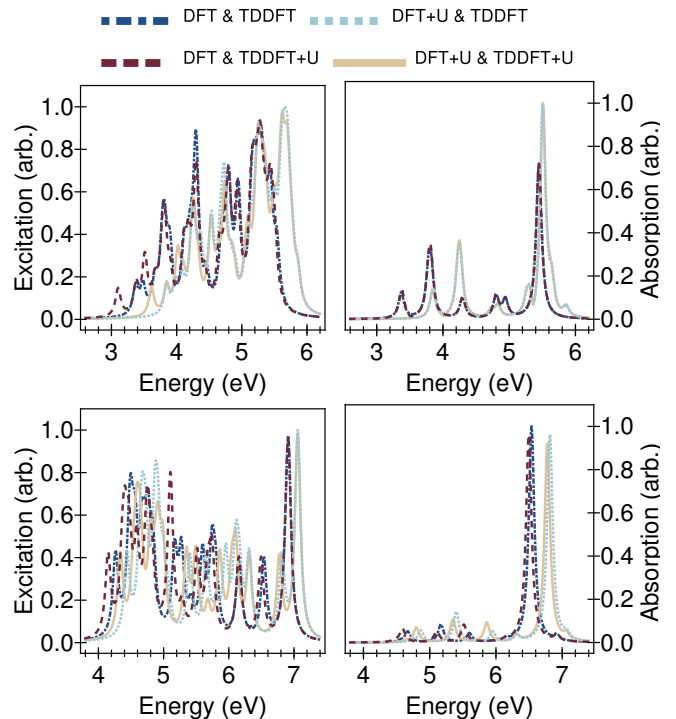 DFT & TDDFT
DFT+U & TDDFT
DFT & TDDFT+U
DFT+U & TDDFT+U
Excitation (arb.)
1.0
0.8
0.6
0.4
0.2
0.0
3 4 5 6
Energy (eV)
1.0
0.8
0.6
0.4
0.2
0.0
Absorption (arb.)
3 4 5 6
Energy (eV)
Excitation (arb.)
1.0
0.8
0.6
0.4
0.2
0.0
4 5 6 7
Energy (eV)
1.0
0.8
0.6
0.4
0.2
0.0
Absorption (arb.)
4 5 6 7
Energy (eV)